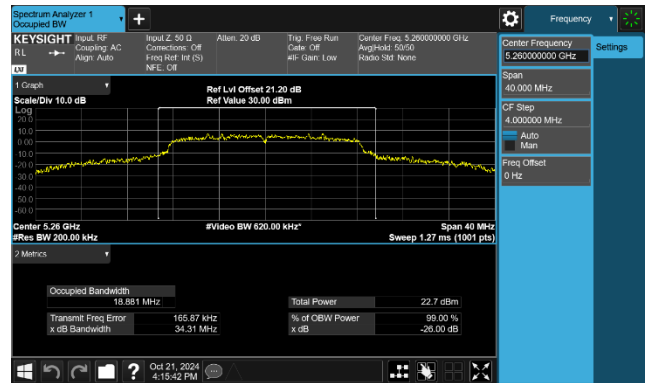 Spectrum Analyzer 1
Occupied BW
+
Frequency
KEYSIGHT
RL
LXI
Input: RF
Coupling: AC
Align: Auto
Input Z: 50 Ω
Corrections: Off
Freq Ref: Int (S)
NFE: Off
Atten: 20 dB
Trig: Free Run
Gate: Off
#IF Gain: Low
Center Freq: 5.260000000 GHz
Avg|Hold: 50/50
Radio Std: None
Center Frequency
5.260000000 GHz
Settings
Span
40.000 MHz
CF Step
4.000000 MHz
Auto
Man
Freq Offset
0 Hz
1 Graph
Scale/Div 10.0 dB
Ref Lvl Offset 21.20 dB
Ref Value 30.00 dBm
Log
20.0
10.0
0.00
-10.0
-20.0
-30.0
-40.0
-50.0
-60.0
Center 5.26 GHz
#Video BW 620.00 kHz*
Span 40 MHz
#Res BW 200.00 kHz
Sweep 1.27 ms (1001 pts)
2 Metrics
Occupied Bandwidth
18.881 MHz
Total Power 22.7 dBm
Transmit Freq Error 165.87 kHz
% of OBW Power 99.00 %
x dB Bandwidth 34.31 MHz
x dB -26.00 dB
?
Oct 21, 2024
4:15:42 PM